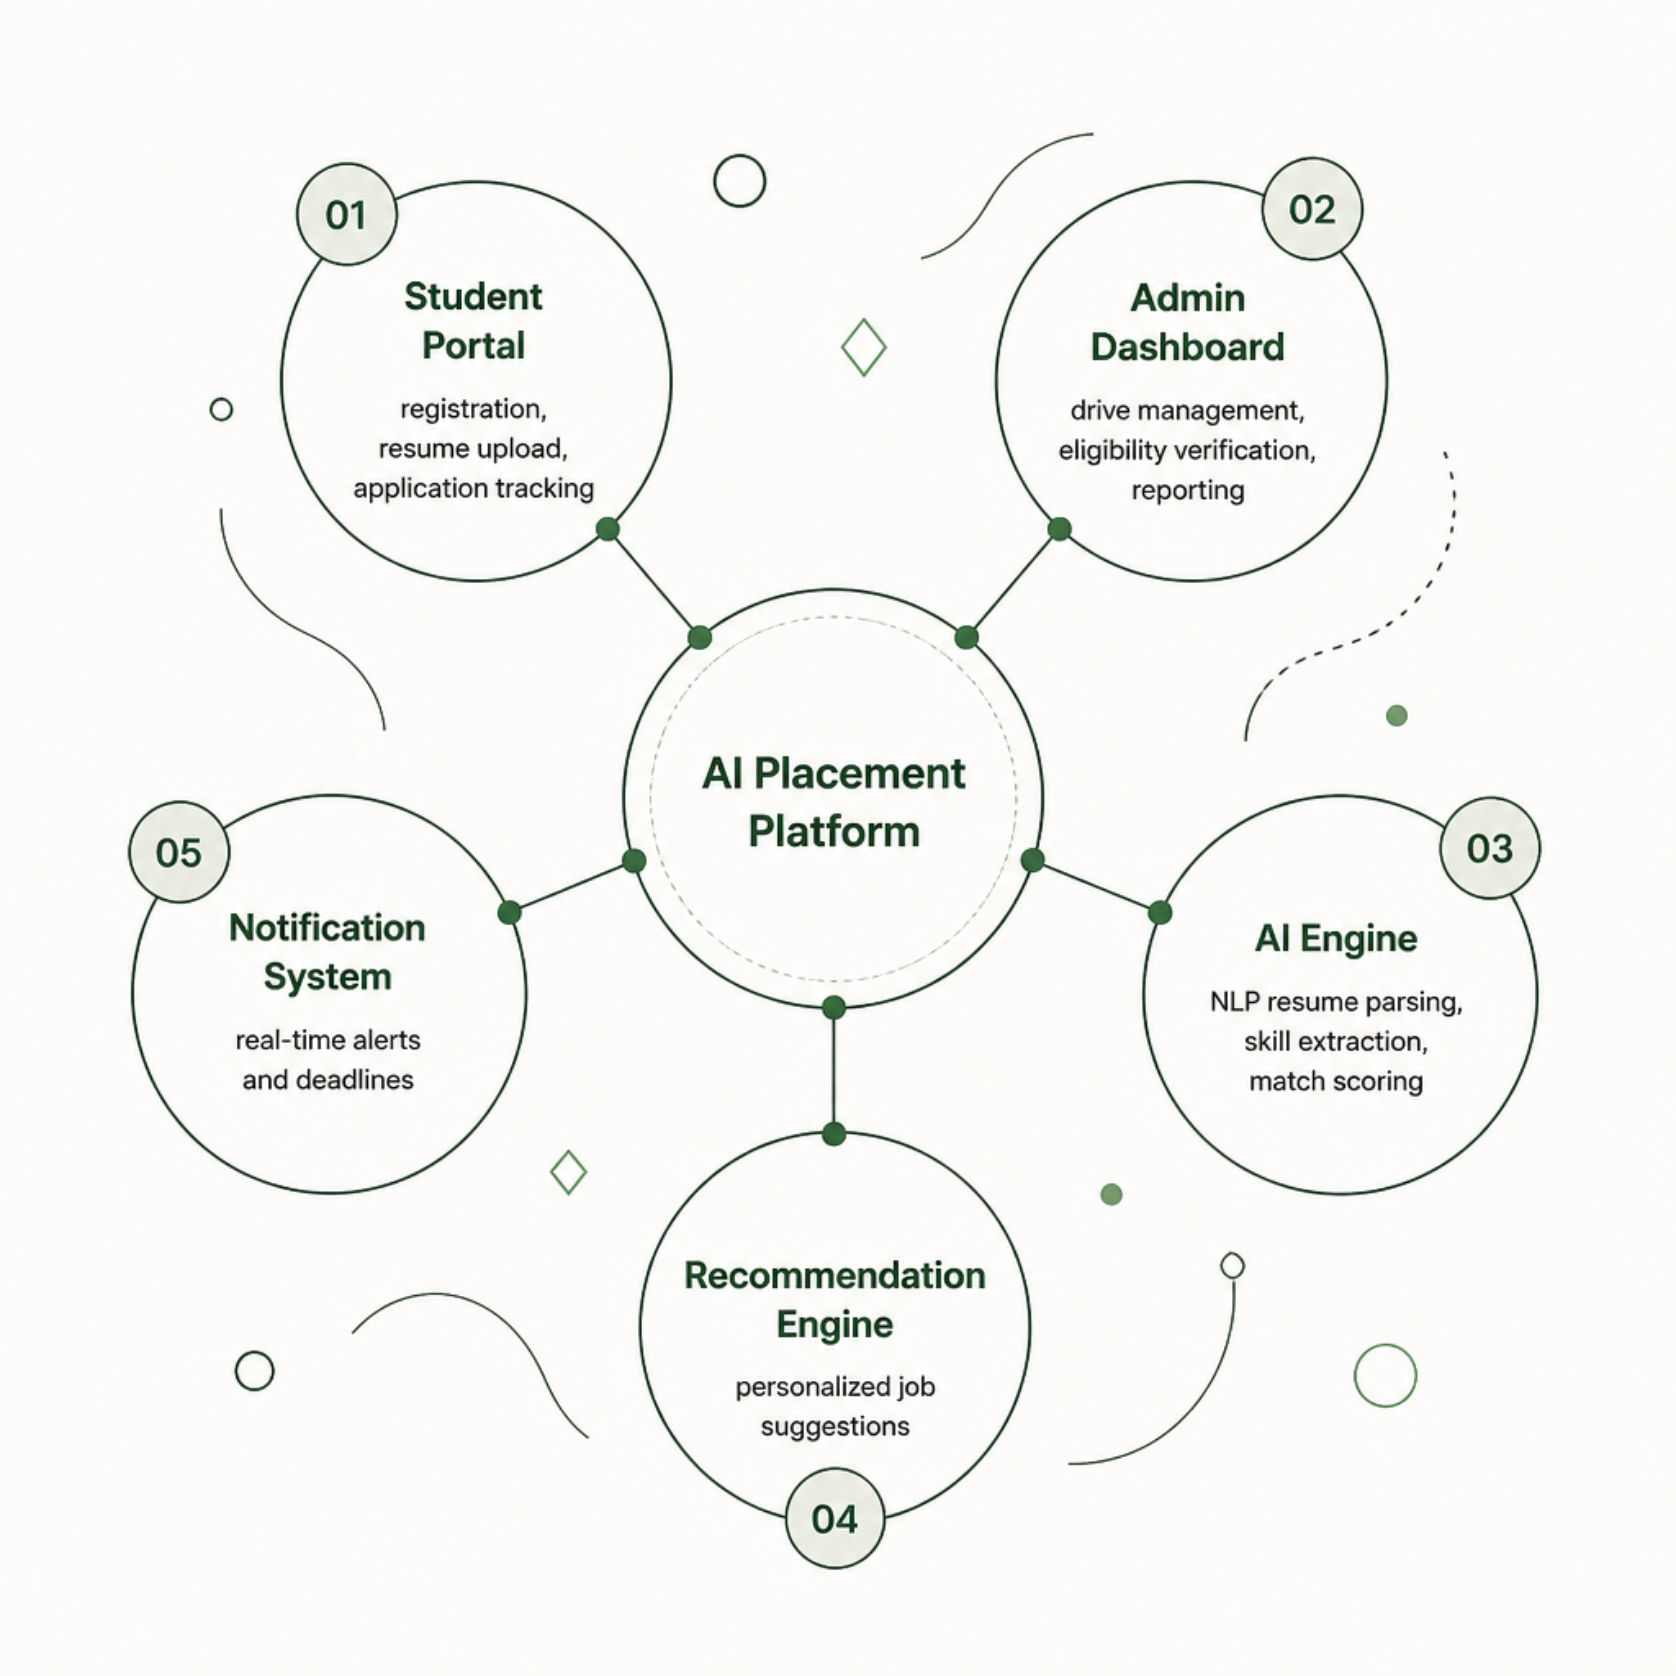 01
Student
Portal
registration,
resume upload,
application tracking
02
Admin
Dashboard
drive management,
eligibility verification,
reporting
AI Placement
Platform
03
AI Engine
NLP resume parsing,
skill extraction,
match scoring
04
Recommendation
Engine
personalized job
suggestions
05
Notification
System
real-time alerts
and deadlines